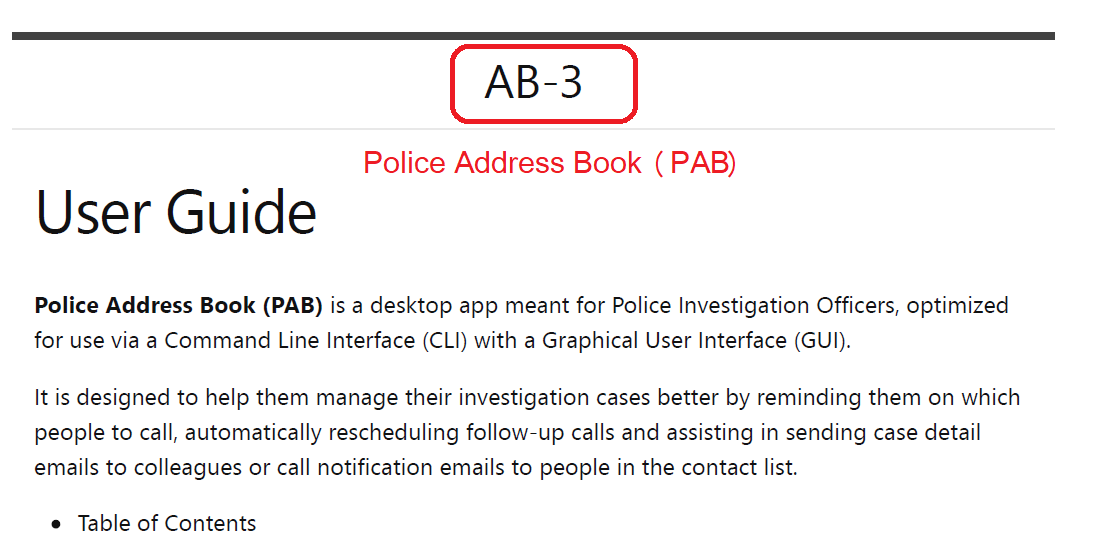 AB-3
Police Address Book ( PAB)
User Guide
Police Address Book (PAB) is a desktop app meant for Police Investigation Officers, optimized
for use via a Command Line Interface (CLI) with a Graphical User Interface (GUI).
It is designed to help them manage their investigation cases better by reminding them on which
people to call, automatically rescheduling follow-up calls and assisting in sending case detail
emails to colleagues or call notification emails to people in the contact list.
• Table of Contents